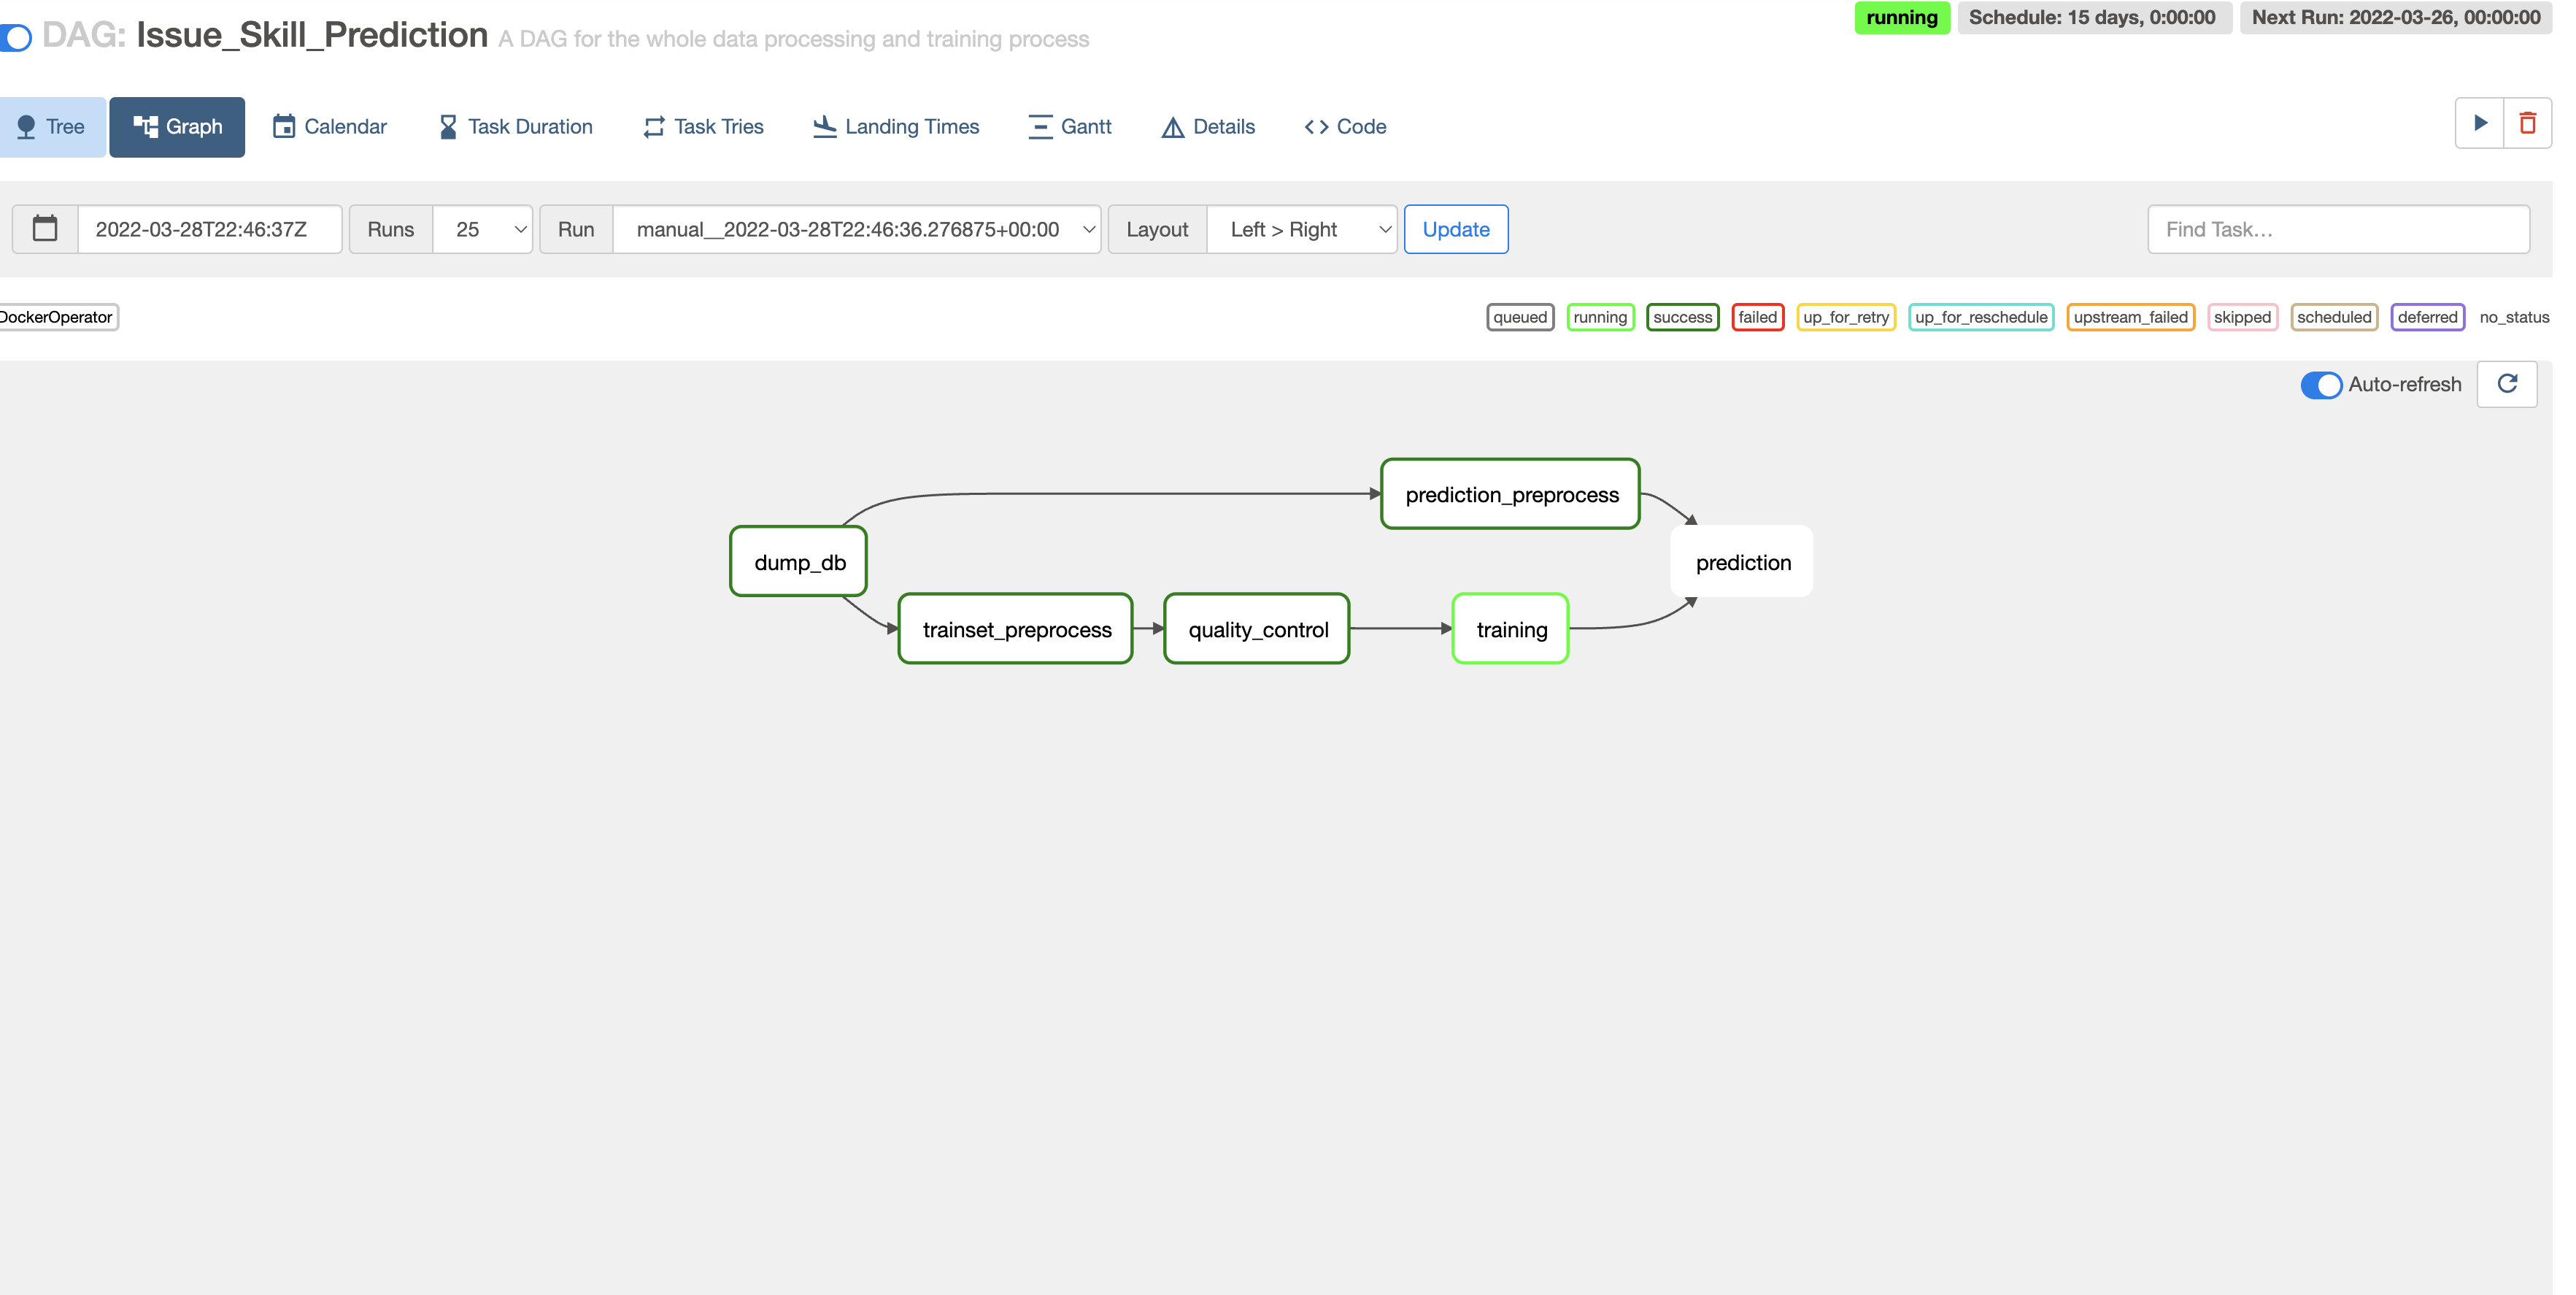 DAG: Issue_Skill_Prediction A DAG for the whole data processing and training process
running Schedule: 15 days, 0:00:00 Next Run: 2022-03-26, 00:00:00
Tree Graph Calendar Task Duration Task Tries Landing Times Gantt Details Code
2022-03-28T22:46:37Z Runs 25 Run manual__2022-03-28T22:46:36.276875+00:00 Layout Left > Right Update Find Task…
DockerOperator queued running success failed up_for_retry up_for_reschedule upstream_failed skipped scheduled deferred no_status
Auto-refresh
prediction_preprocess
dump_db prediction
trainset_preprocess quality_control training